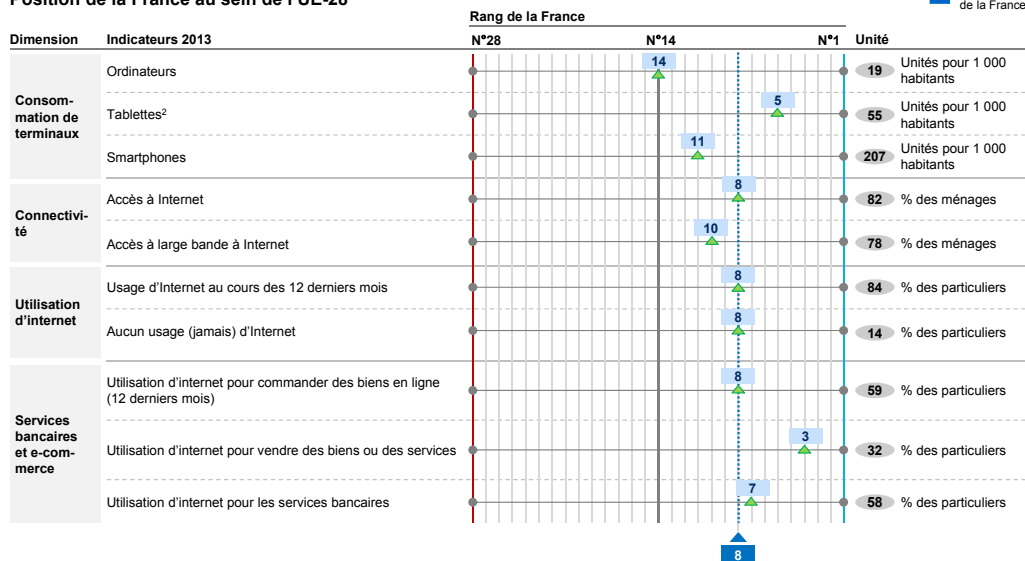 Position de la France au sein de l'UE-28
de la France
Rang de la France
Dimension Indicateurs 2013 N°28 N°14 N°1 Unité
Consom-
mation de
terminaux
Ordinateurs 14 19 Unités pour 1 000
habitants
Tablettes² 5 55 Unités pour 1 000
habitants
Smartphones 11 207 Unités pour 1 000
habitants
Connectivi-
té
Accès à Internet 8 82 % des ménages
Accès à large bande à Internet 10 78 % des ménages
Utilisation
d'internet
Usage d'Internet au cours des 12 derniers mois 8 84 % des particuliers
Aucun usage (jamais) d'Internet 8 14 % des particuliers
Services
bancaires
et e-com-
merce
Utilisation d'internet pour commander des biens en ligne
(12 derniers mois) 8 59 % des particuliers
Utilisation d'internet pour vendre des biens ou des services 3 32 % des particuliers
Utilisation d'internet pour les services bancaires 7 58 % des particuliers
8